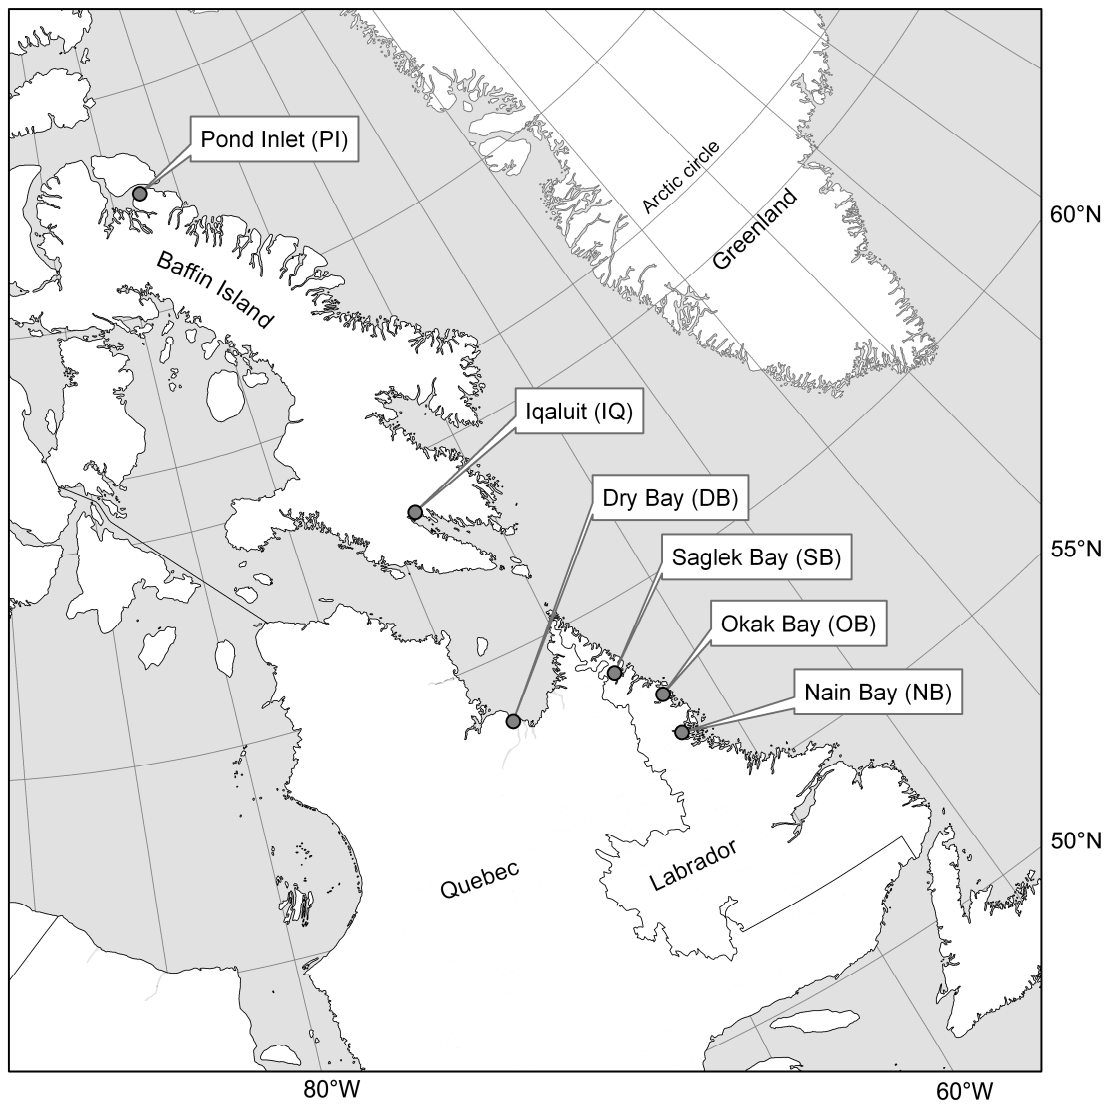 Pond Inlet (PI)
Arctic circle
60°N
Greenland
Baffin Island
Iqaluit (IQ)
Dry Bay (DB)
55°N
Saglek Bay (SB)
Okak Bay (OB)
Nain Bay (NB)
50°N
Labrador
Quebec
80°W
60°W